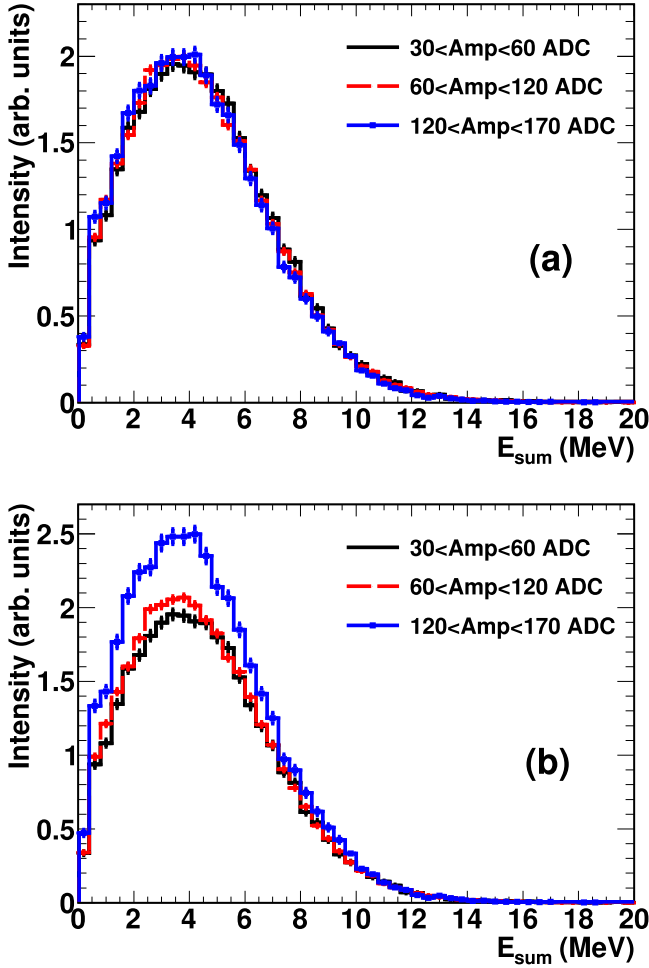 Intensity (arb. units)
2
1.5
1
0.5
0
30<Amp<60 ADC
60<Amp<120 ADC
120<Amp<170 ADC
(a)
0 2 4 6 8 10 12 14 16 18 20
E_sum (MeV)
Intensity (arb. units)
2.5
2
1.5
1
0.5
0
30<Amp<60 ADC
60<Amp<120 ADC
120<Amp<170 ADC
(b)
0 2 4 6 8 10 12 14 16 18 20
E_sum (MeV)